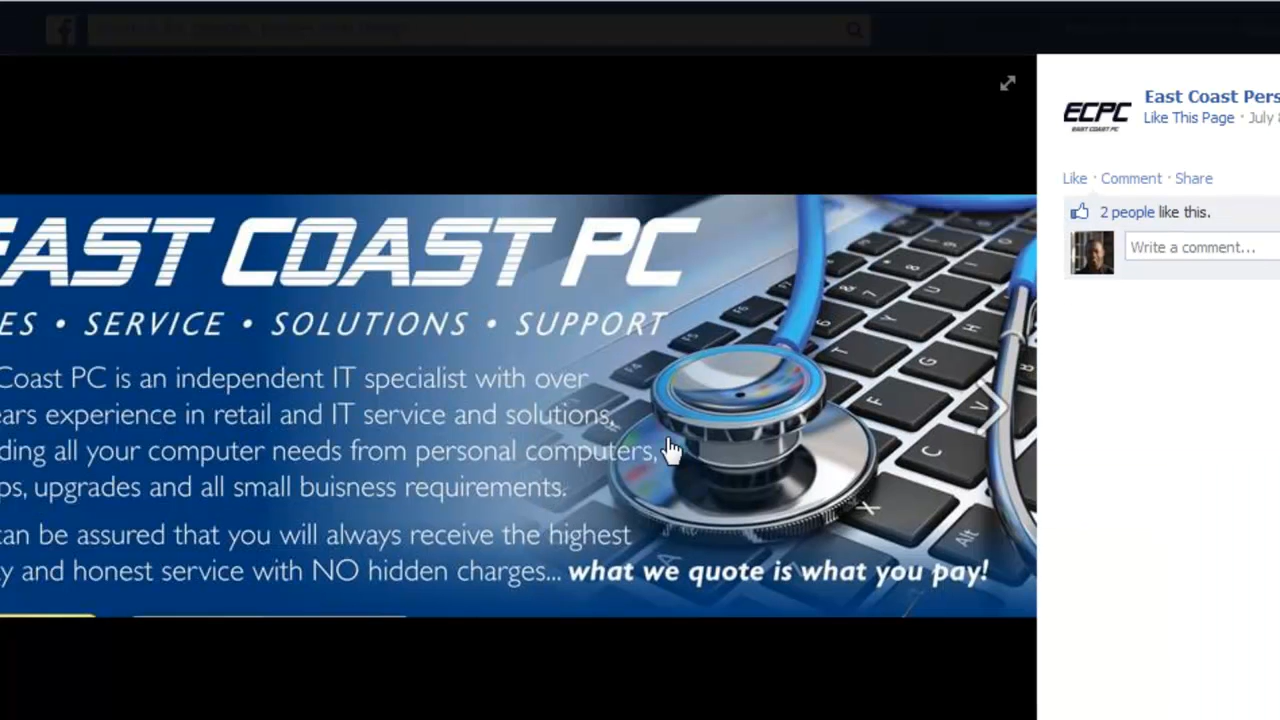 East Coast Pers
ECPC
EAST COAST PC
Like This Page · July 8
Like · Comment · Share
2 people like this.
Write a comment...
EAST COAST PC
ES • SERVICE • SOLUTIONS • SUPPORT
Coast PC is an independent IT specialist with over
ears experience in retail and IT service and solutions,
ding all your computer needs from personal computers,
ps, upgrades and all small buisness requirements.
can be assured that you will always receive the highest
y and honest service with NO hidden charges... what we quote is what you pay!